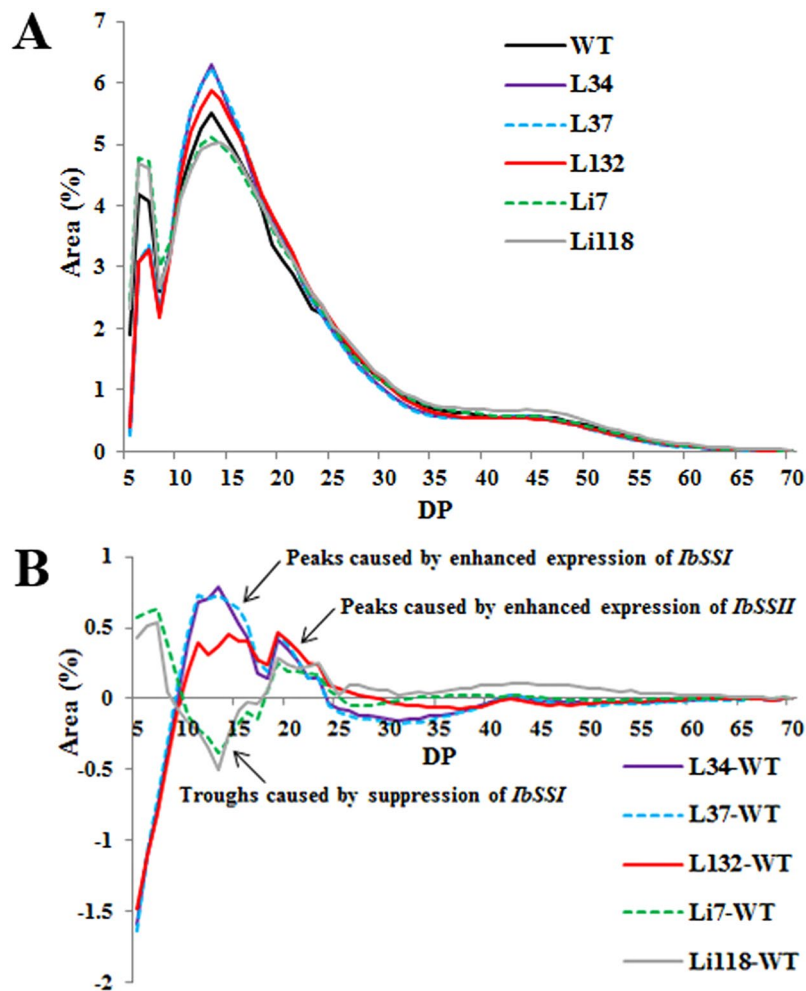 A
7
6
5
4
3
2
1
0
Area (%)
5 10 15 20 25 30 35 40 45 50 55 60 65 70
DP
WT
L34
L37
L132
Li7
Li118
B
1
0.5
0
-0.5
-1
-1.5
-2
Area (%)
5 10 15 20 25 30 35 40 45 50 55 60 65 70
DP
Peaks caused by enhanced expression of IbSSI
Peaks caused by enhanced expression of IbSSII
Troughs caused by suppression of IbSSI
L34-WT
L37-WT
L132-WT
Li7-WT
Li118-WT